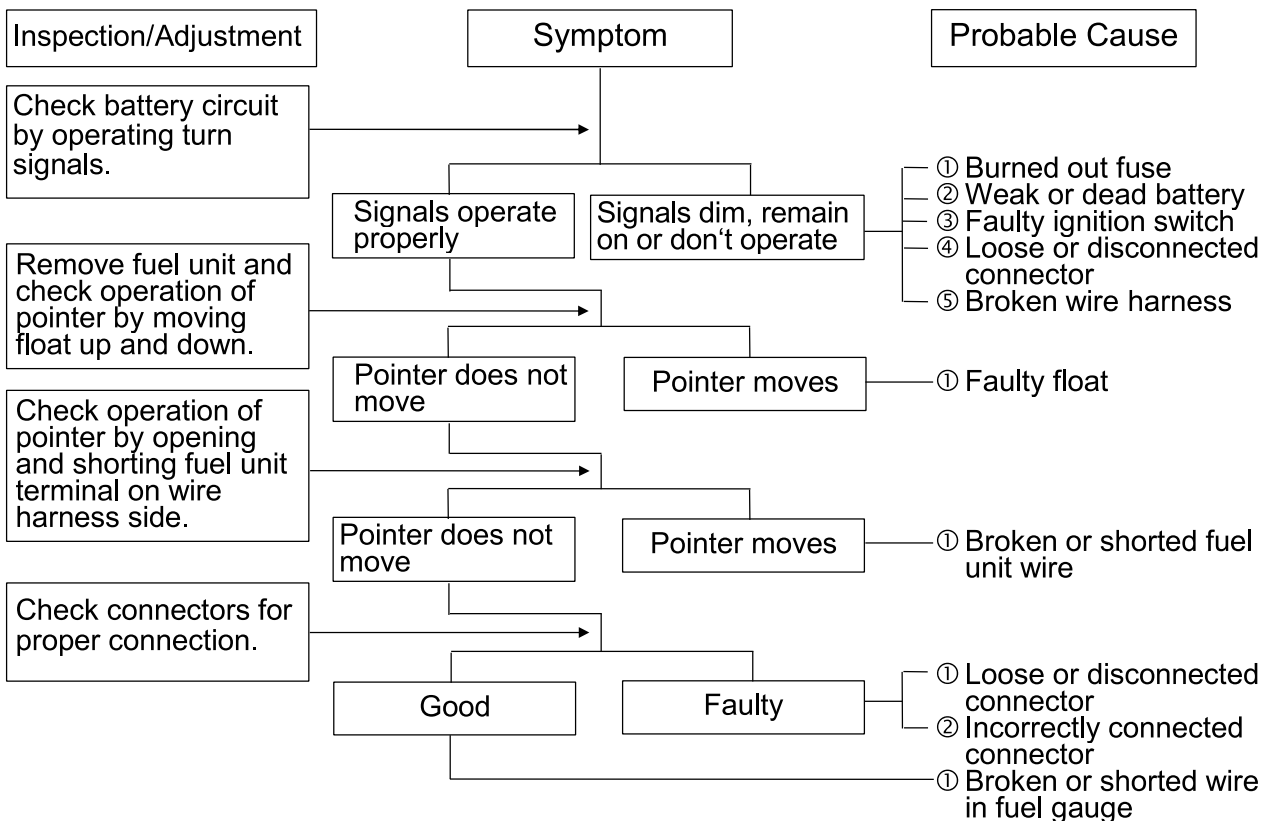 Inspection/Adjustment
Symptom
Probable Cause
Check battery circuit
by operating turn
signals.
Signals operate
properly
Signals dim, remain
on or don‘t operate
① Burned out fuse
② Weak or dead battery
③ Faulty ignition switch
④ Loose or disconnected
connector
⑤ Broken wire harness
Remove fuel unit and
check operation of
pointer by moving
float up and down.
Pointer does not
move
Pointer moves
① Faulty float
Check operation of
pointer by opening
and shorting fuel unit
terminal on wire
harness side.
Pointer does not
move
Pointer moves
① Broken or shorted fuel
unit wire
Check connectors for
proper connection.
Good
Faulty
① Loose or disconnected
connector
② Incorrectly connected
connector
① Broken or shorted wire
in fuel gauge